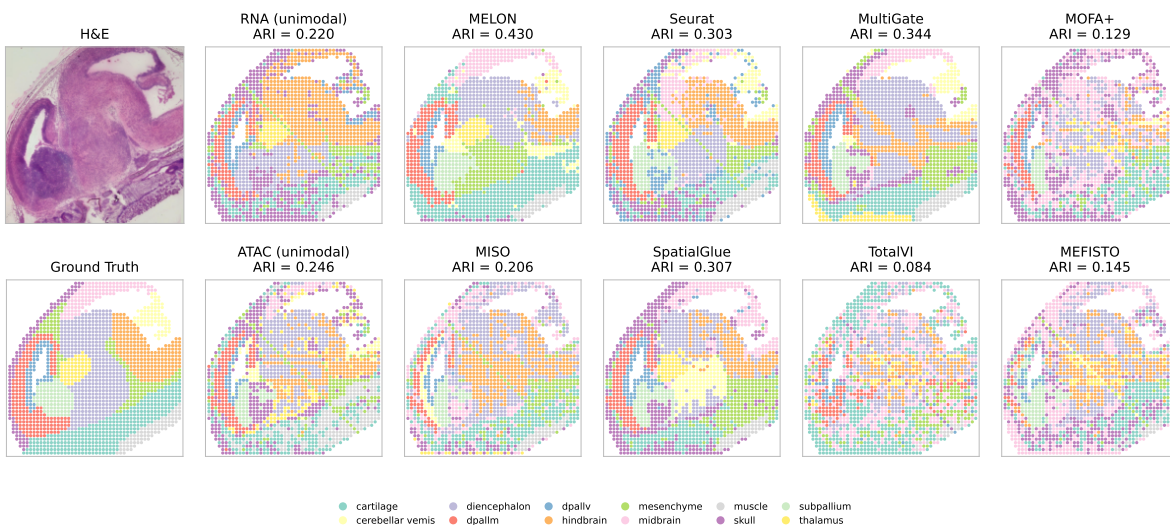 H&E
RNA (unimodal)
ARI = 0.220
MELON
ARI = 0.430
Seurat
ARI = 0.303
MultiGate
ARI = 0.344
MOFA+
ARI = 0.129
Ground Truth
ATAC (unimodal)
ARI = 0.246
MISO
ARI = 0.206
SpatialGlue
ARI = 0.307
TotalVI
ARI = 0.084
MEFISTO
ARI = 0.145
cartilage
cerebellar vemis
diencephalon
dpallm
dpallv
hindbrain
mesenchyme
midbrain
muscle
skull
subpallium
thalamus